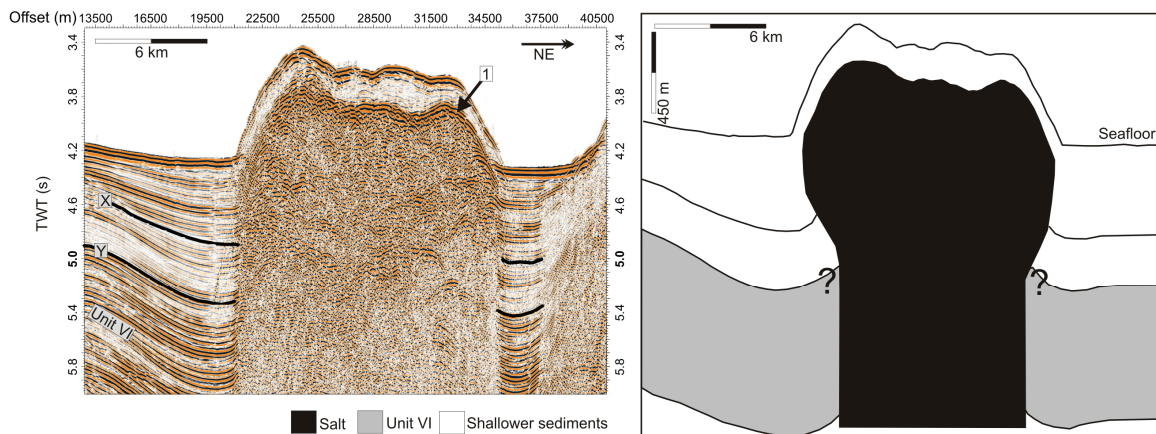 Offset (m) 13500 16500 19500 22500 25500 28500 31500 34500 37500 40500
6 km
NE
1
TWT (s)
3.4
3.8
4.2
4.6
5.0
5.4
5.8
3.4
3.8
4.2
4.6
5.0
5.4
5.8
X
Y
Unit VI
6 km
450 m
Seafloor
?
?
Salt
Unit VI
Shallower sediments